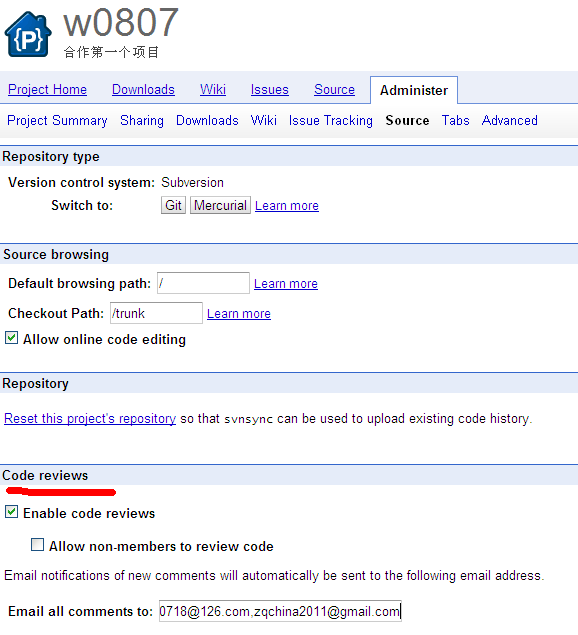 {P}
w0807
合作第一个项目
Project Home Downloads Wiki Issues Source Administer
Project Summary Sharing Downloads Wiki Issue Tracking Source Tabs Advanced
Repository type
Version control system: Subversion
Switch to: Git Mercurial Learn more
Source browsing
Default browsing path: / Learn more
Checkout Path: /trunk Learn more
Allow online code editing
Repository
Reset this project's repository so that svnsync can be used to upload existing code history.
Code reviews
Enable code reviews
Allow non-members to review code
Email notifications of new comments will automatically be sent to the following email address.
Email all comments to: 0718@126.com,zqchina2011@gmail.com